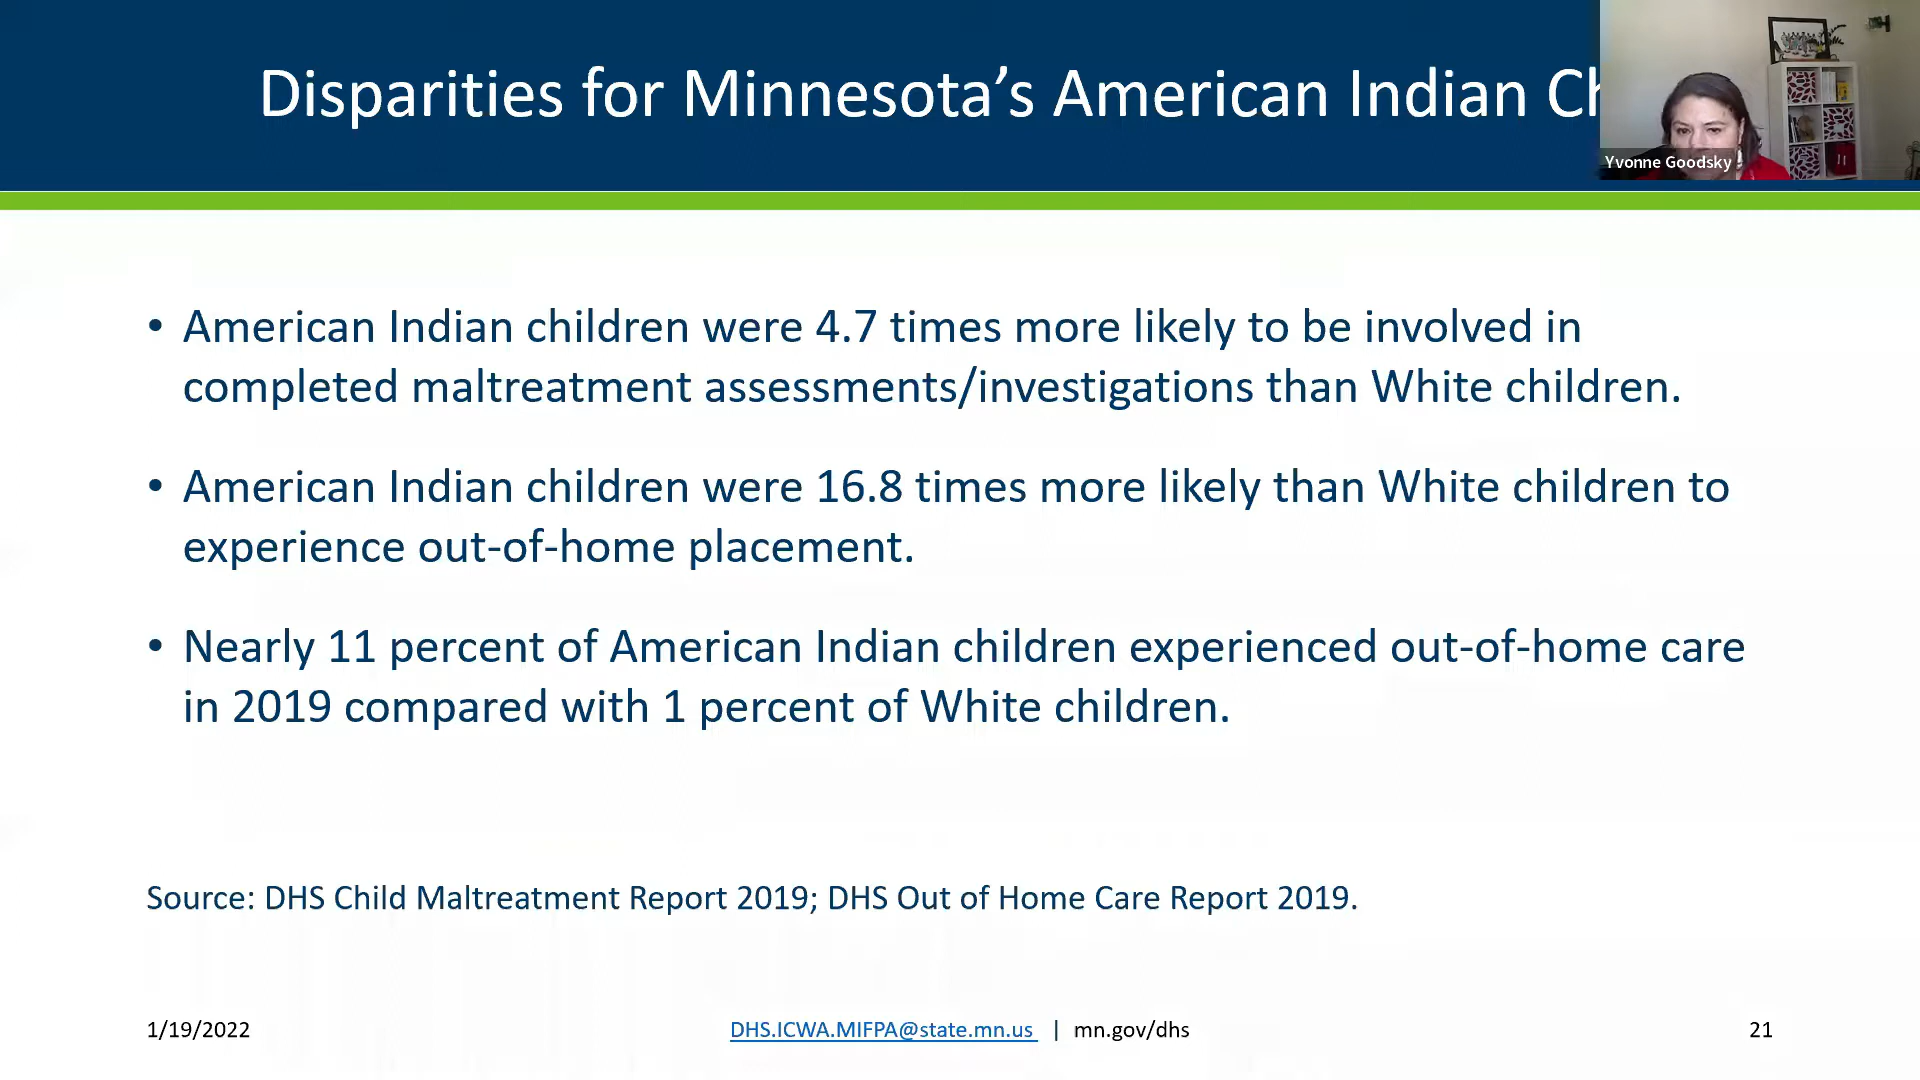 Disparities for Minnesota’s American Indian
Yvonne Goodsky
• American Indian children were 4.7 times more likely to be involved in
completed maltreatment assessments/investigations than White children.
• American Indian children were 16.8 times more likely than White children to
experience out-of-home placement.
• Nearly 11 percent of American Indian children experienced out-of-home care
in 2019 compared with 1 percent of White children.
Source: DHS Child Maltreatment Report 2019; DHS Out of Home Care Report 2019.
1/19/2022 DHS.ICWA.MIFPA@state.mn.us | mn.gov/dhs 21